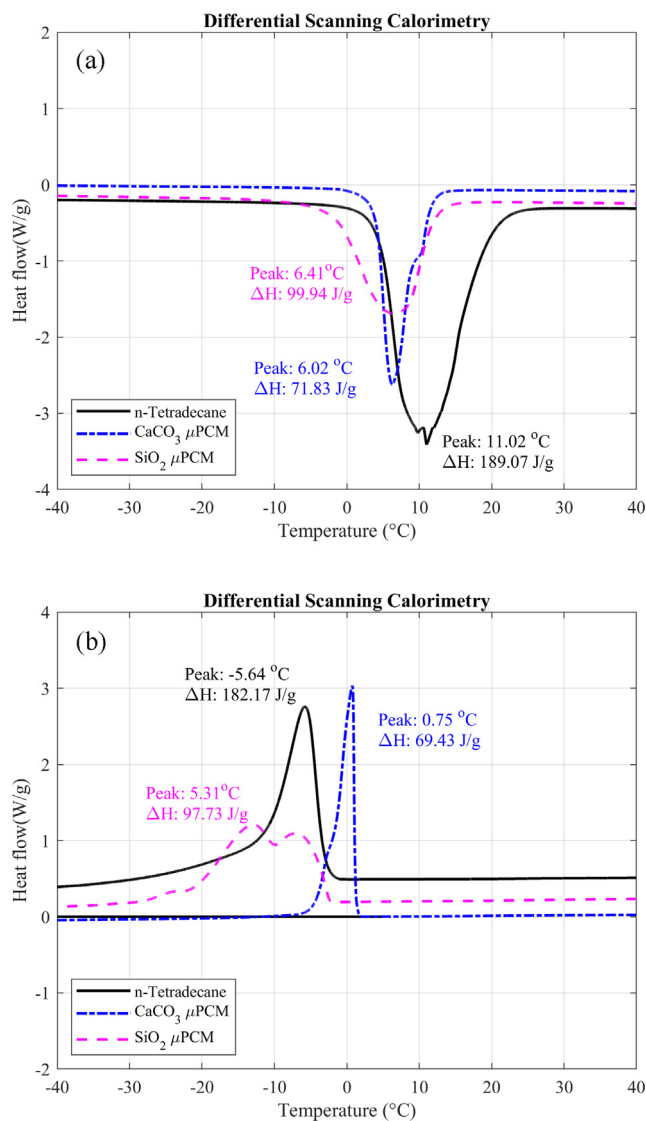 Differential Scanning Calorimetry
(a)
2
1
0
-1
-2
-3
-4
Heat flow(W/g)
Peak: 6.41°C
ΔH: 99.94 J/g
Peak: 6.02 °C
ΔH: 71.83 J/g
Peak: 11.02 °C
ΔH: 189.07 J/g
n-Tetradecane
CaCO₃ μPCM
SiO₂ μPCM
-40 -30 -20 -10 0 10 20 30 40
Temperature (°C)
Differential Scanning Calorimetry
(b)
4
3
2
1
0
-1
-2
Heat flow(W/g)
Peak: -5.64 °C
ΔH: 182.17 J/g
Peak: 0.75 °C
ΔH: 69.43 J/g
Peak: 5.31°C
ΔH: 97.73 J/g
n-Tetradecane
CaCO₃ μPCM
SiO₂ μPCM
-40 -30 -20 -10 0 10 20 30 40
Temperature (°C)